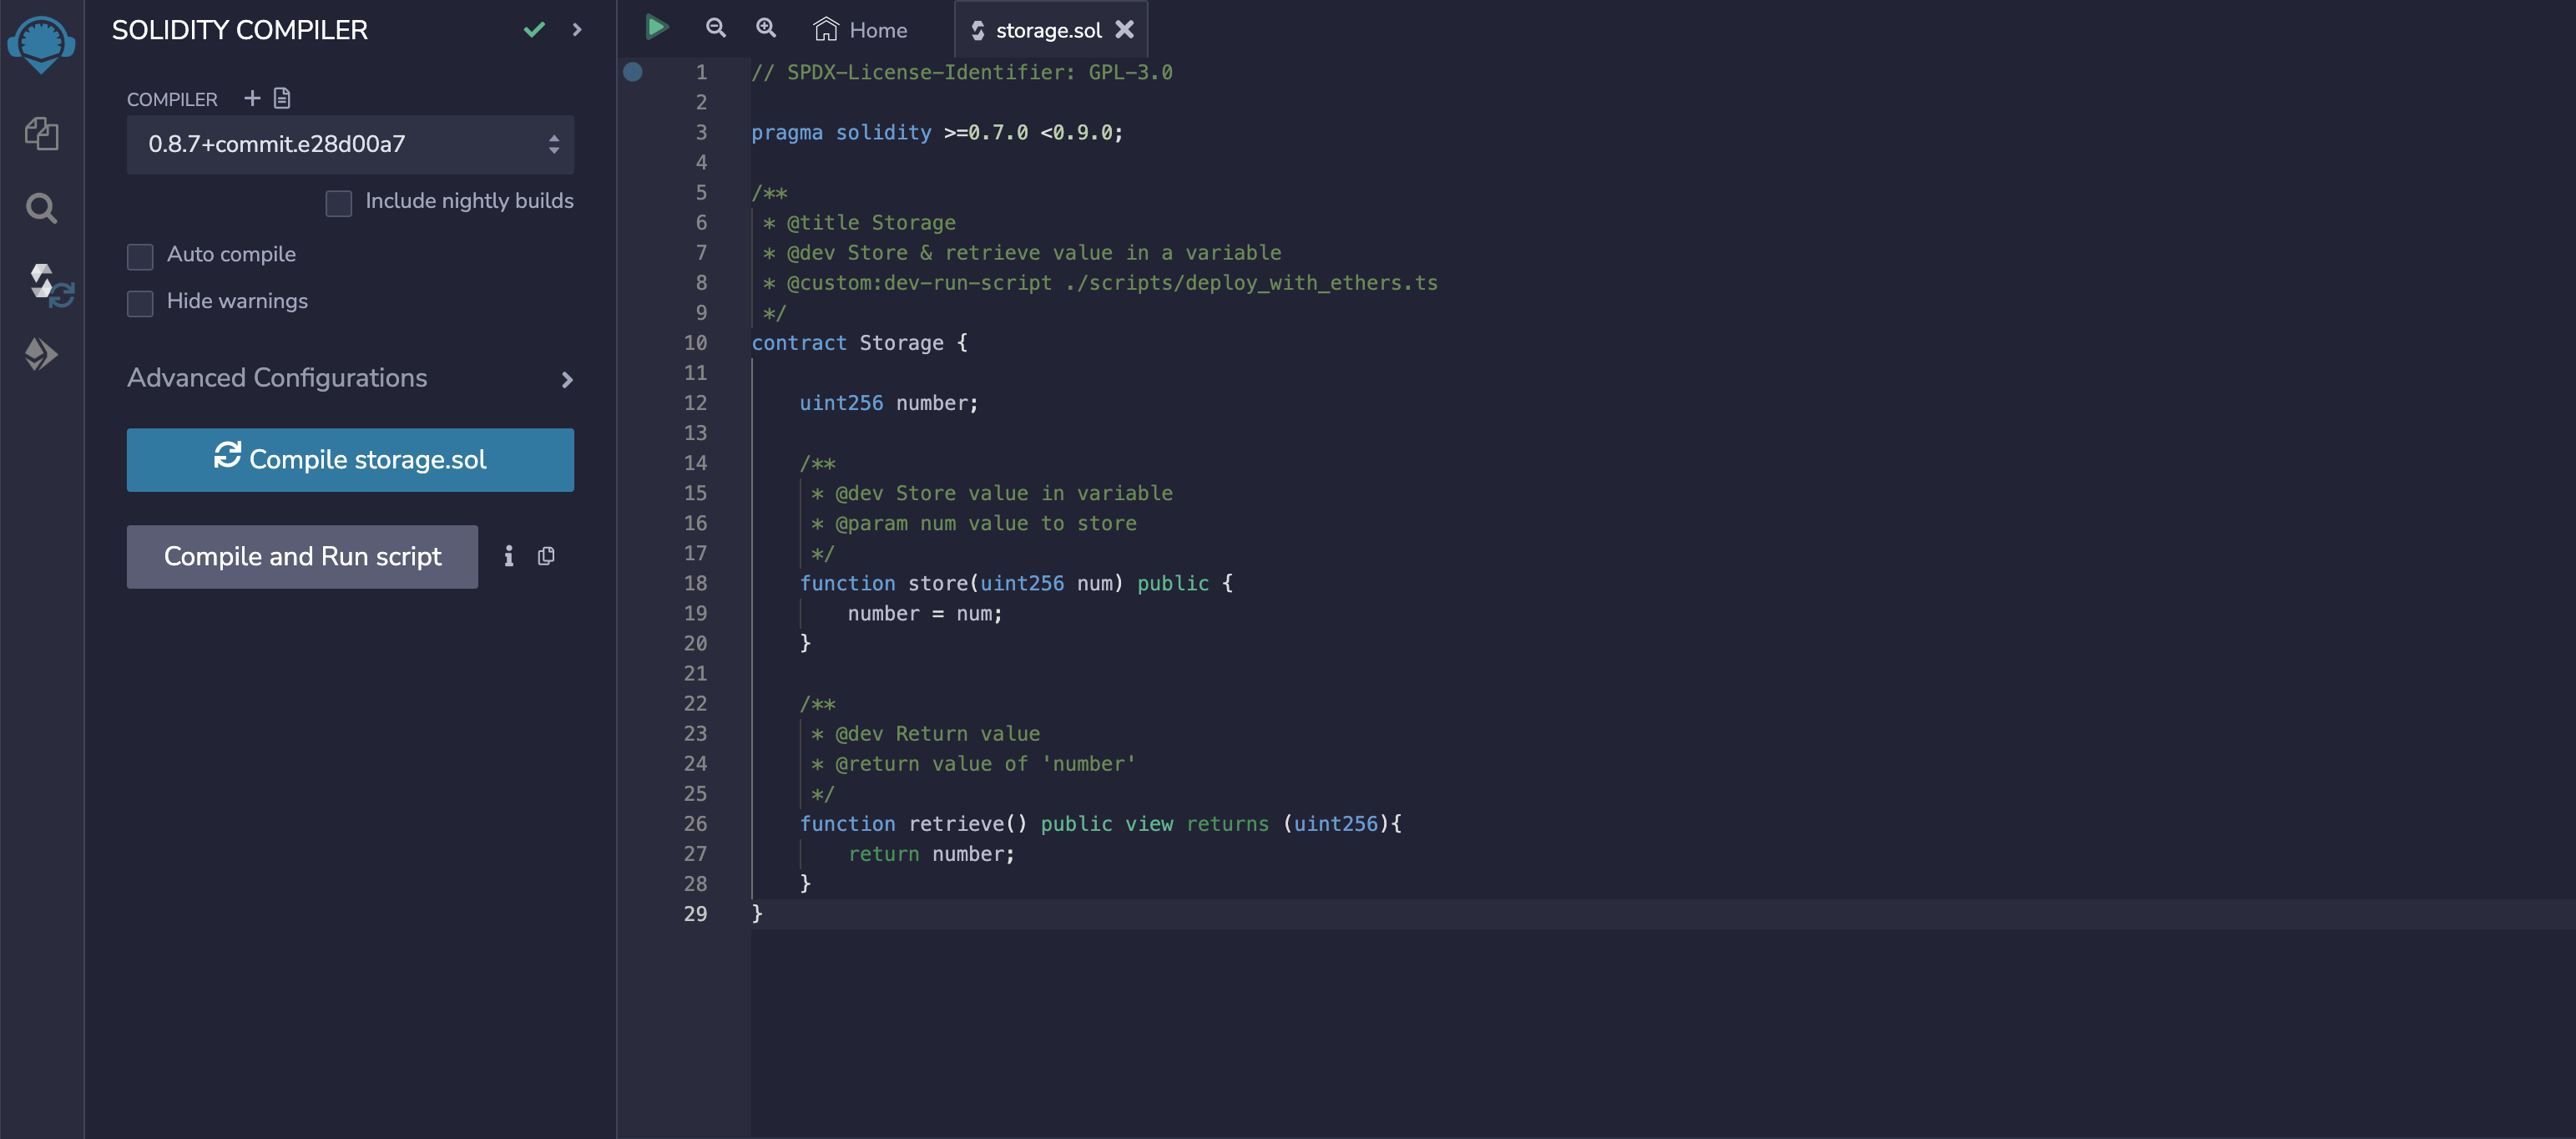 SOLIDITY COMPILER
COMPILER
0.8.7+commit.e28d00a7
Include nightly builds
Auto compile
Hide warnings
Advanced Configurations
Compile storage.sol
Compile and Run script
Home
storage.sol
1 // SPDX-License-Identifier: GPL-3.0
2
3 pragma solidity >=0.7.0 <0.9.0;
4
5 /**
6  * @title Storage
7  * @dev Store & retrieve value in a variable
8  * @custom:dev-run-script ./scripts/deploy_with_ethers.ts
9  */
10 contract Storage {
11
12     uint256 number;
13
14     /**
15      * @dev Store value in variable
16      * @param num value to store
17      */
18     function store(uint256 num) public {
19         number = num;
20     }
21
22     /**
23      * @dev Return value
24      * @return value of 'number'
25      */
26     function retrieve() public view returns (uint256){
27         return number;
28     }
29 }